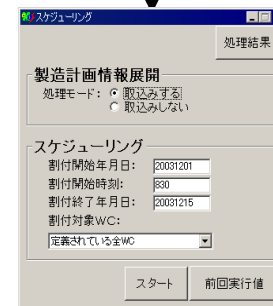 スケジューリング
処理結果
製造計画情報展開
処理モード: 取込みする
取込みしない
スケジューリング
割付開始年月日: 20031201
割付開始時刻: 830
割付終了年月日: 20031215
割付対象WC:
定義されている全WC
スタート
前回実行値